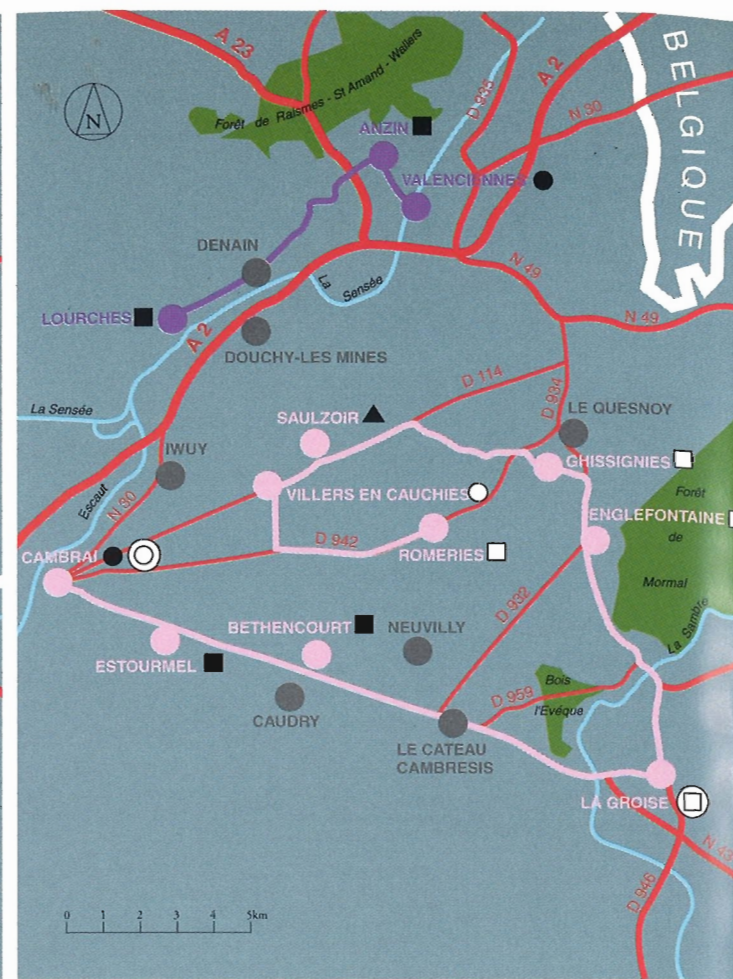 A 23
Forêt de Raismes - St Amand - Wallers
D 935
A 2
N 30
BELGIQUE
N
ANZIN
VALENCIENNES
DENAIN
La Sensée
N 49
LOURCHES
A 2
N 49
DOUCHY-LES MINES
D 114
D 934
La Sensée
SAULZOIR
LE QUESNOY
IWUY
GHISSIGNIES
Escaut
N 30
VILLERS EN CAUCHIES
Forêt
de
Mormal
ENGLEFONTAINE
D 942
ROMERIES
CAMBRAI
D 932
La Sambre
BETHENCOURT
NEUVILLY
ESTOURMEL
Bois
l'Evéque
D 959
CAUDRY
LE CATEAU
CAMBRESIS
LA GROISE
N 43
D 946
0 1 2 3 4 5km